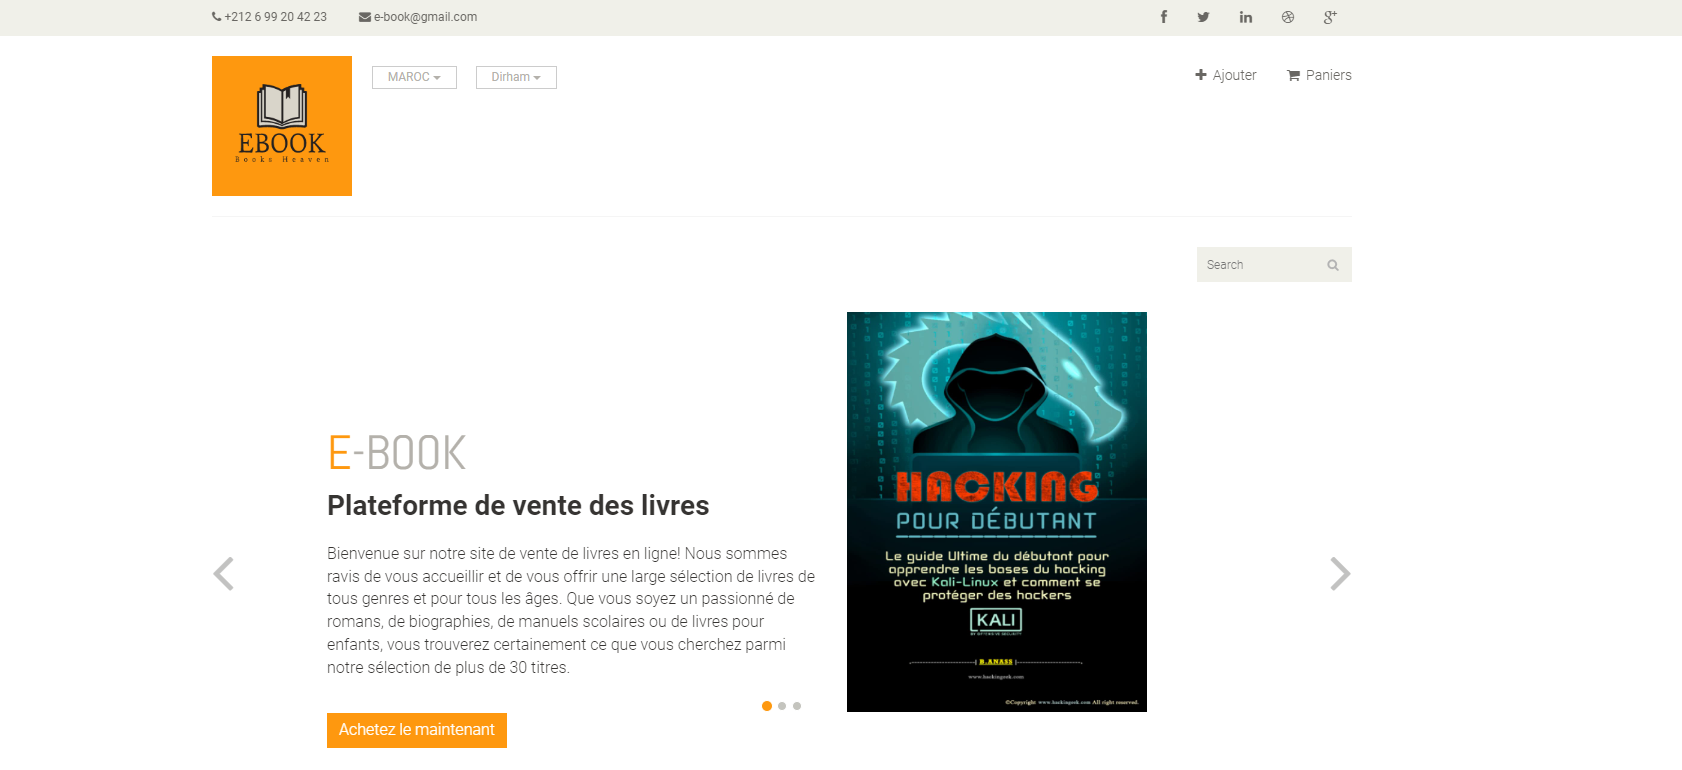 +212 6 99 20 42 23
e-book@gmail.com
EBOOK
Books Heaven
MAROC
Dirham
Ajouter
Paniers
Search
E-BOOK
Plateforme de vente des livres
Bienvenue sur notre site de vente de livres en ligne! Nous sommes
ravis de vous accueillir et de vous offrir une large sélection de livres de
tous genres et pour tous les âges. Que vous soyez un passionné de
romans, de biographies, de manuels scolaires ou de livres pour
enfants, vous trouverez certainement ce que vous cherchez parmi
notre sélection de plus de 30 titres.
Achetez le maintenant
HACKING
POUR DÉBUTANT
Le guide Ultime du débutant pour
apprendre les bases du hacking
avec Kali-Linux et comment se
protéger des hackers
KALI
BY OFFENSIVE SECURITY
B.ANASS
www.hackingeek.com
©Copyright www.hackingeek.com All right reserved.